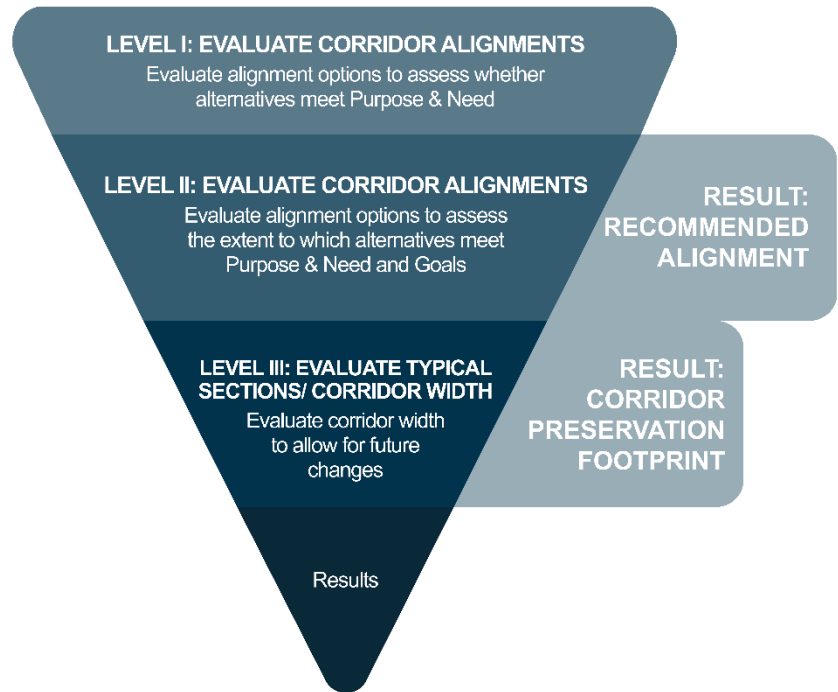 LEVEL I: EVALUATE CORRIDOR ALIGNMENTS
Evaluate alignment options to assess whether
alternatives meet Purpose & Need
LEVEL II: EVALUATE CORRIDOR ALIGNMENTS
Evaluate alignment options to assess
the extent to which alternatives meet
Purpose & Need and Goals
RESULT:
RECOMMENDED
ALIGNMENT
LEVEL III: EVALUATE TYPICAL
SECTIONS/ CORRIDOR WIDTH
Evaluate corridor width
to allow for future
changes
RESULT:
CORRIDOR
PRESERVATION
FOOTPRINT
Results